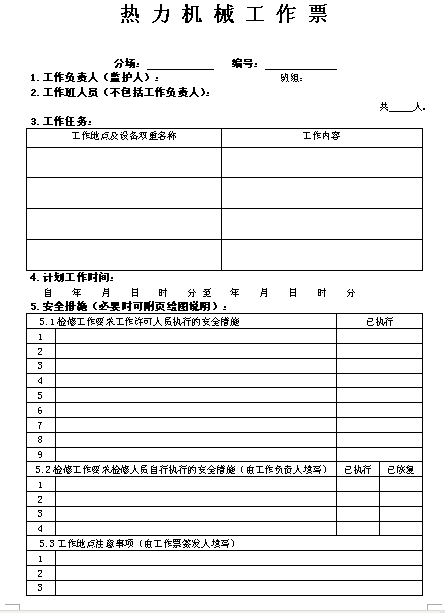 热力机械工作票
分场： 编号：
1.工作负责人（监护人）： 班组：
2.工作班人员（不包括工作负责人）：
共 人。
3.工作任务：
工作地点及设备双重名称 工作内容
4.计划工作时间：
自 年 月 日 时 分 至 年 月 日 时 分
5.安全措施（必要时可附页绘图说明）：
5.1检修工作要求工作许可人员执行的安全措施 已执行
1
2
3
4
5
6
7
8
9
5.2检修工作要求检修人员自行执行的安全措施（由工作负责人填写） 已执行 已恢复
1
2
3
4
5.3工作地点注意事项（由工作票签发人填写）
1
2
3